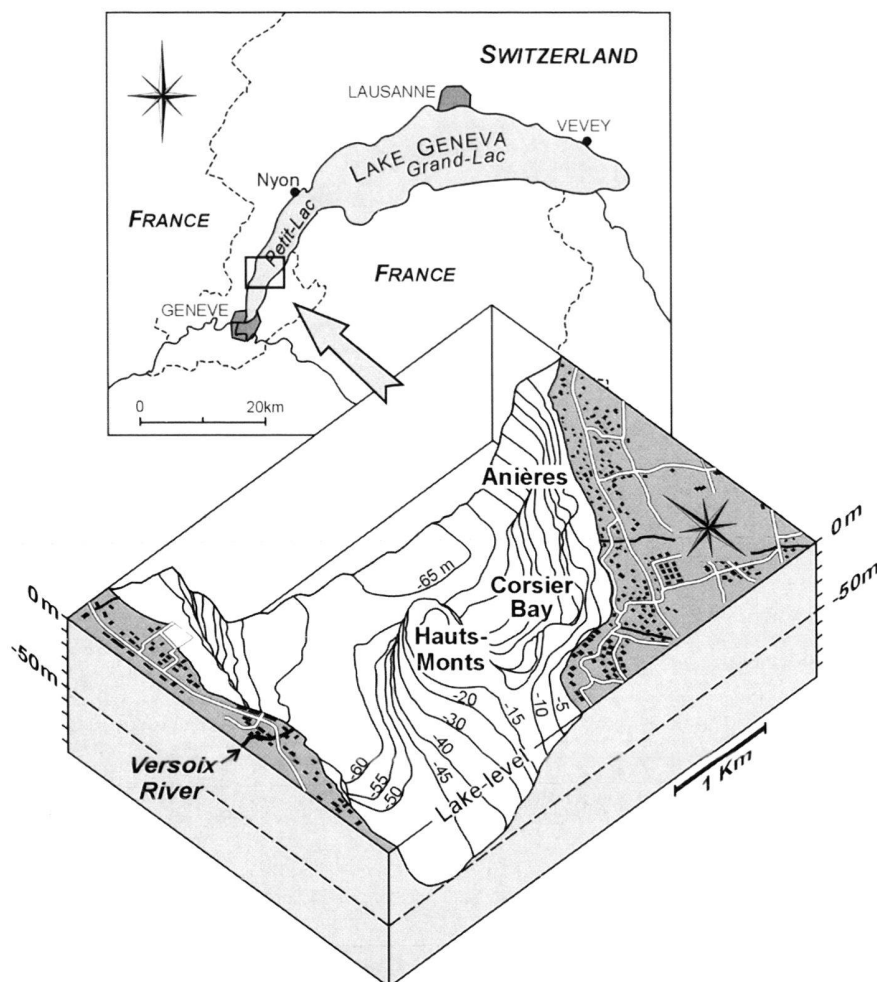 SWITZERLAND
LAUSANNE
VEVEY
LAKE GENEVA
Grand-Lac
Nyon
FRANCE
Petit-Lac
FRANCE
GENEVE
0 20km
Anières
0m
-50m
-65 m
Corsier
Bay
0m
-50m
Hauts-
Monts
-20
-15
-10
-5
-30
-40
-45
-60
-55
-50
Lake-level
Versoix
River
1 Km